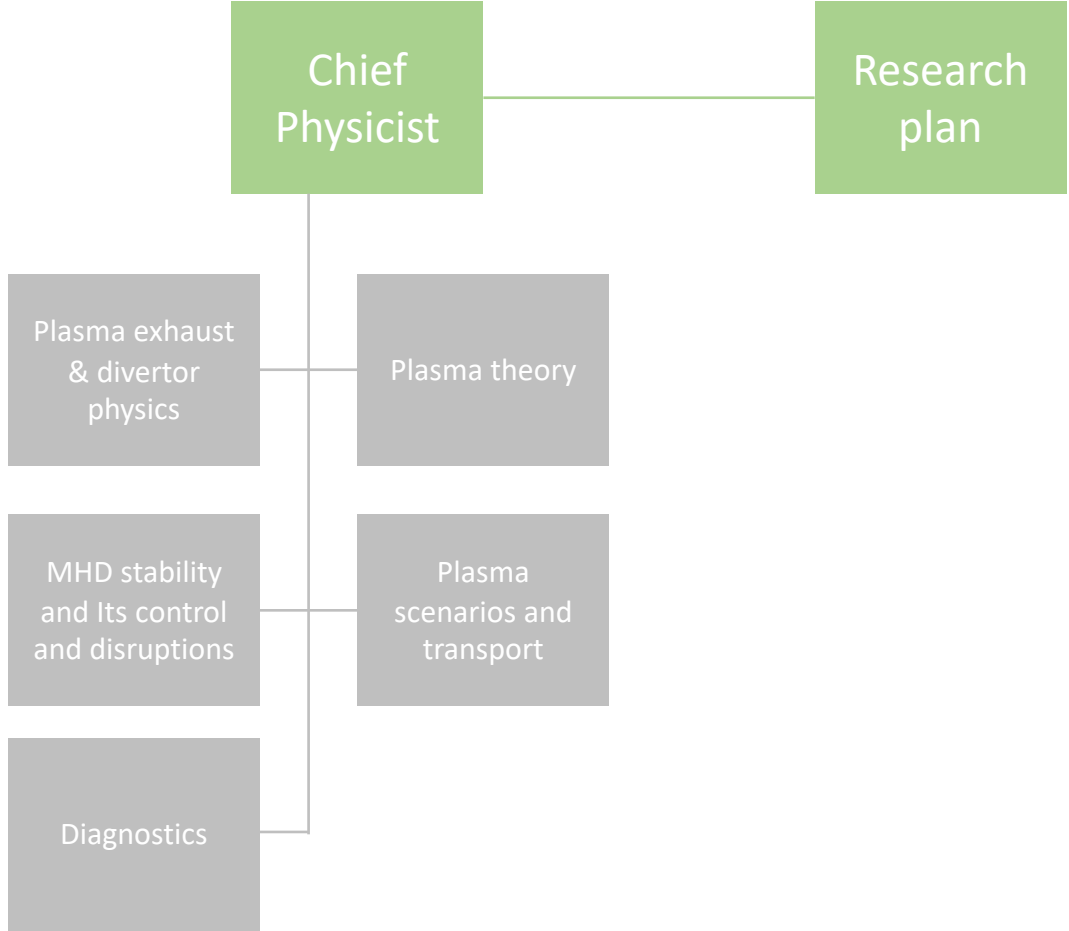 Chief
Physicist
Research
plan
Plasma exhaust
& divertor
physics
Plasma theory
MHD stability
and Its control
and disruptions
Plasma
scenarios and
transport
Diagnostics